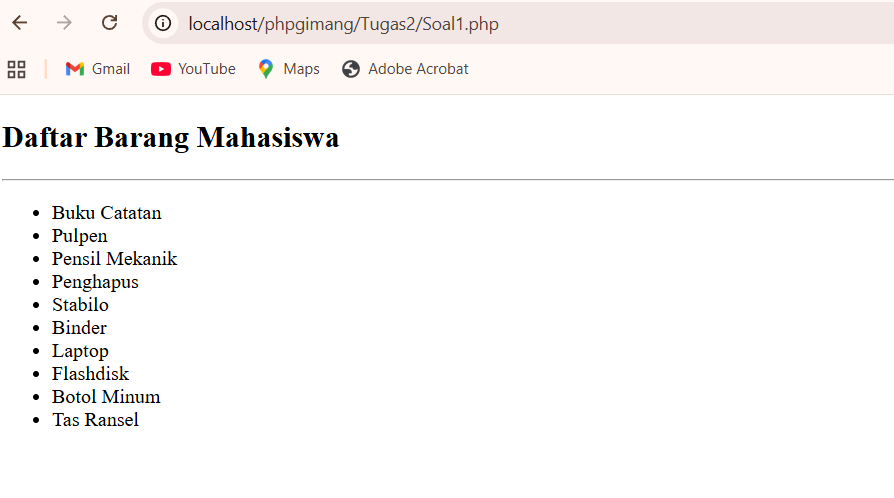 localhost/phpgimang/Tugas2/Soal1.php
Gmail YouTube Maps Adobe Acrobat
Daftar Barang Mahasiswa
Buku Catatan
Pulpen
Pensil Mekanik
Penghapus
Stabilo
Binder
Laptop
Flashdisk
Botol Minum
Tas Ransel